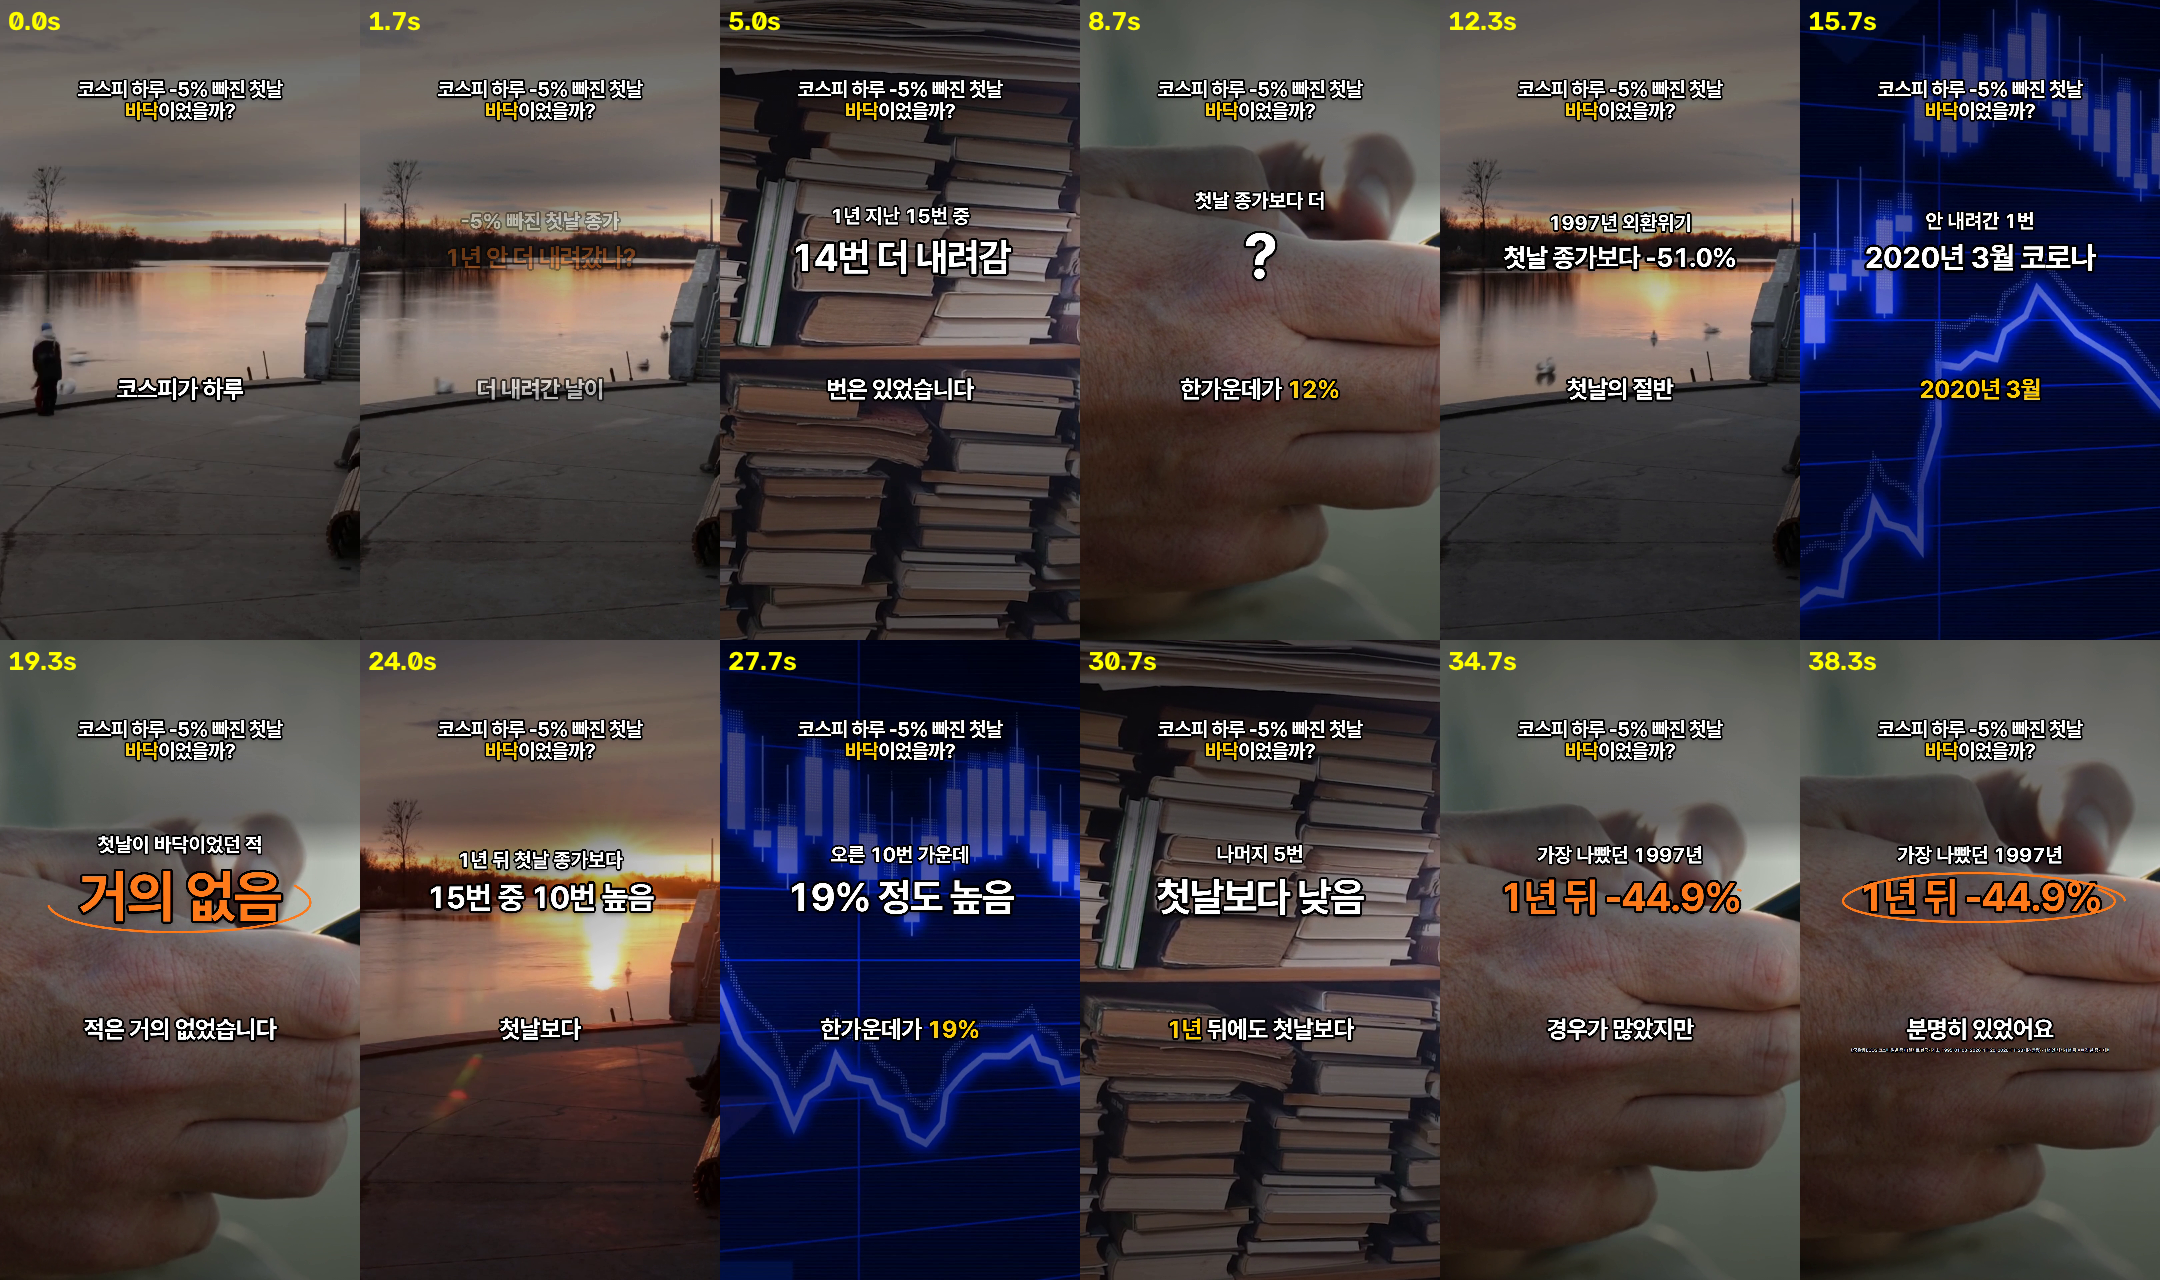 0.0s
코스피 하루 -5% 빠진 첫날
바닥이었을까?
코스피가 하루
1.7s
코스피 하루 -5% 빠진 첫날
바닥이었을까?
-5% 빠진 첫날 종가
1년 안 더 내려갔나?
더 내려간 날이
5.0s
코스피 하루 -5% 빠진 첫날
바닥이었을까?
1년 지난 15번 중
14번 더 내려감
번은 있었습니다
8.7s
코스피 하루 -5% 빠진 첫날
바닥이었을까?
첫날 종가보다 더
?
한가운데가 12%
12.3s
코스피 하루 -5% 빠진 첫날
바닥이었을까?
1997년 외환위기
첫날 종가보다 -51.0%
첫날의 절반
15.7s
코스피 하루 -5% 빠진 첫날
바닥이었을까?
안 내려간 1번
2020년 3월 코로나
2020년 3월
19.3s
코스피 하루 -5% 빠진 첫날
바닥이었을까?
첫날이 바닥이었던 적
거의 없음
적은 거의 없었습니다
24.0s
코스피 하루 -5% 빠진 첫날
바닥이었을까?
1년 뒤 첫날 종가보다
15번 중 10번 높음
첫날보다
27.7s
코스피 하루 -5% 빠진 첫날
바닥이었을까?
오른 10번 가운데
19% 정도 높음
한가운데가 19%
30.7s
코스피 하루 -5% 빠진 첫날
바닥이었을까?
나머지 5번
첫날보다 낮음
1년 뒤에도 첫날보다
34.7s
코스피 하루 -5% 빠진 첫날
바닥이었을까?
가장 나빴던 1997년
1년 뒤 -44.9%
경우가 많았지만
38.3s
코스피 하루 -5% 빠진 첫날
바닥이었을까?
가장 나빴던 1997년
1년 뒤 -44.9%
분명히 있었어요